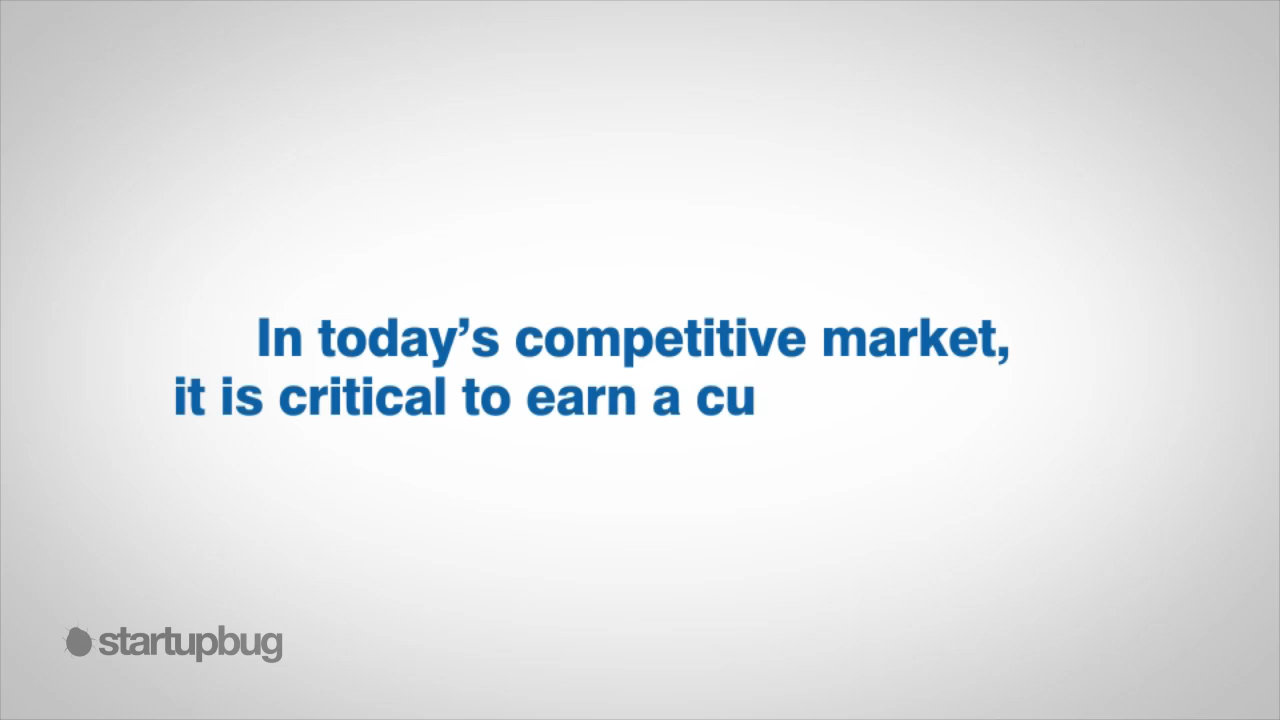 In today’s competitive market,
it is critical to earn a cu
startupbug